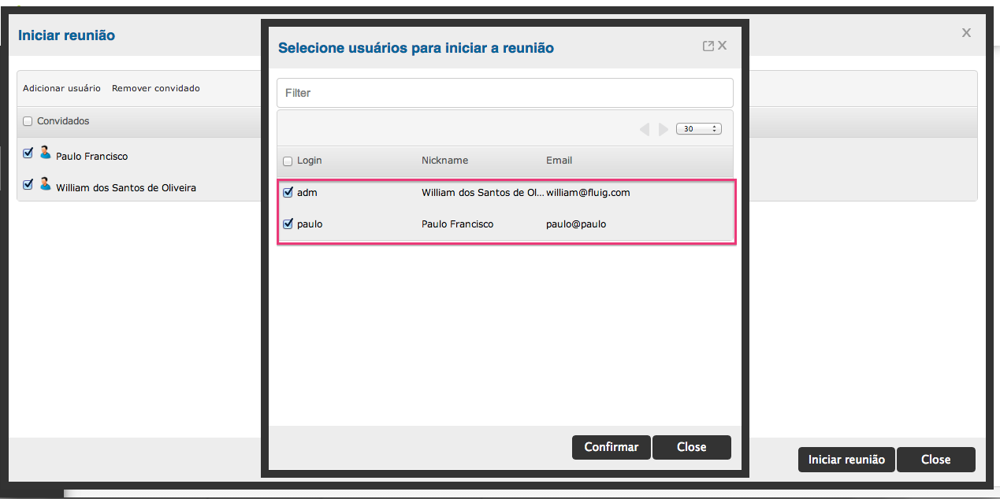 Iniciar reunião
X
Adicionar usuário Remover convidado
Convidados
Paulo Francisco
William dos Santos de Oliveira
Selecione usuários para iniciar a reunião
X
Filter
30
Login Nickname Email
adm William dos Santos de Ol... william@fluig.com
paulo Paulo Francisco paulo@paulo
Confirmar Close
Iniciar reunião Close